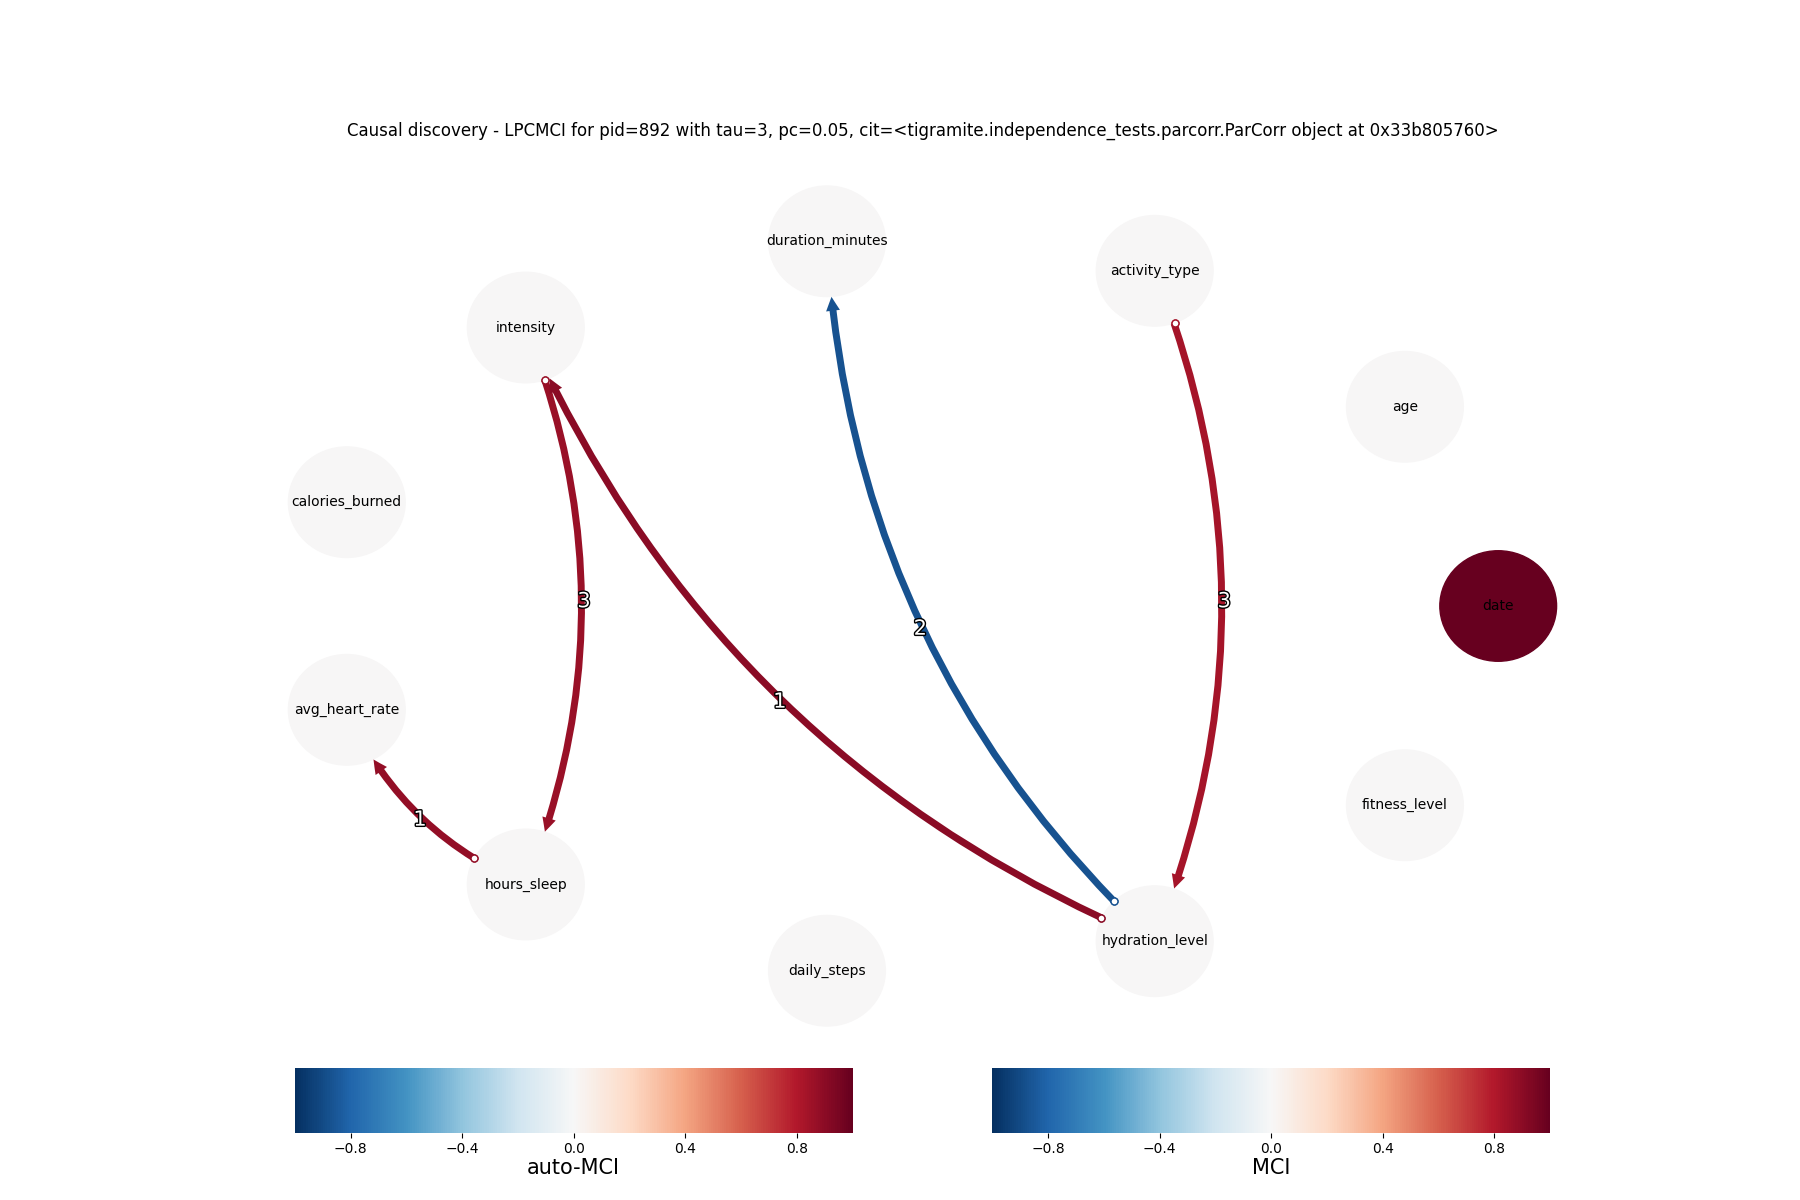 Causal discovery - LPCMCI for pid=892 with tau=3, pc=0.05, cit=<tigramite.independence_tests.parcorr.ParCorr object at 0x33b805760>
duration_minutes
activity_type
intensity
age
calories_burned
3
3
date
2
1
avg_heart_rate
fitness_level
1
hours_sleep
hydration_level
daily_steps
−0.8 −0.4 0.0 0.4 0.8
auto-MCI
−0.8 −0.4 0.0 0.4 0.8
MCI